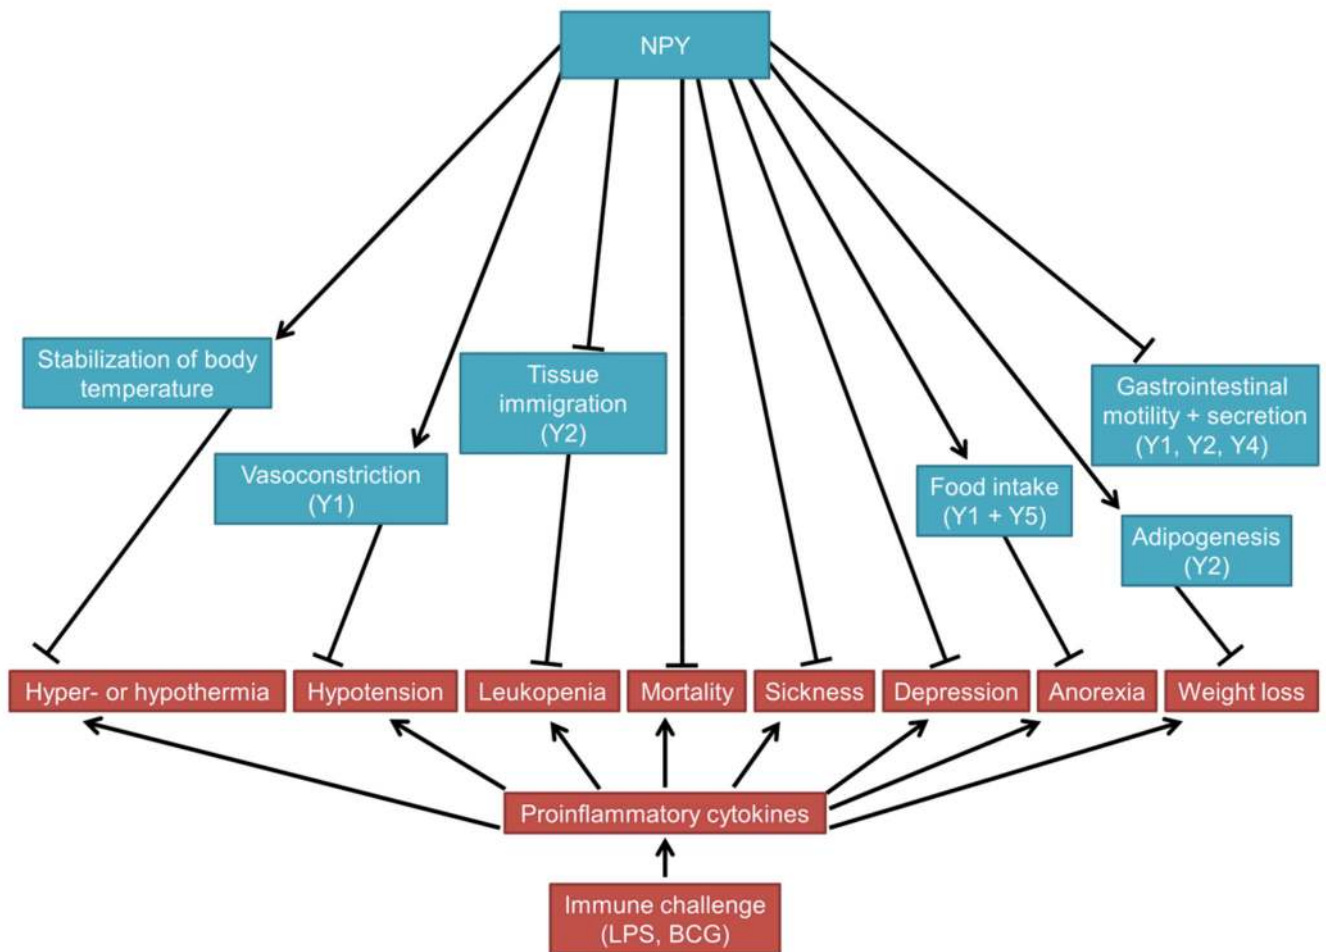 NPY
Stabilization of body
temperature
Tissue
immigration
(Y2)
Gastrointestinal
motility + secretion
(Y1, Y2, Y4)
Vasoconstriction
(Y1)
Food intake
(Y1 + Y5)
Adipogenesis
(Y2)
Hyper- or hypothermia
Hypotension
Leukopenia
Mortality
Sickness
Depression
Anorexia
Weight loss
Proinflammatory cytokines
Immune challenge
(LPS, BCG)